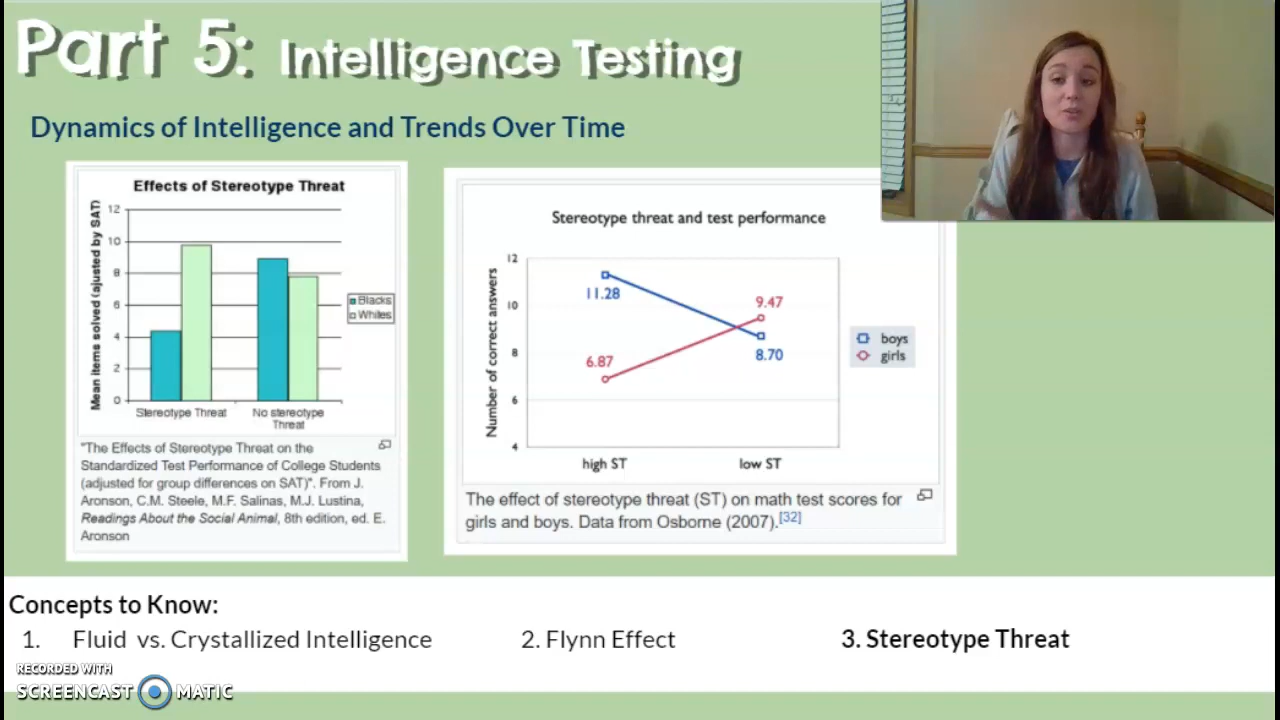 Part 5: Intelligence Testing
Dynamics of Intelligence and Trends Over Time
Effects of Stereotype Threat
Mean items solved (ajusted by SAT)
12
10
8
6
4
2
0
Stereotype Threat
No stereotype
Threat
Blacks
Whites
"The Effects of Stereotype Threat on the
Standardized Test Performance of College Students
(adjusted for group differences on SAT)". From J.
Aronson, C.M. Steele, M.F. Salinas, M.J. Lustina,
Readings About the Social Animal, 8th edition, ed. E.
Aronson
Stereotype threat and test performance
Number of correct answers
12
10
8
6
4
11.28
6.87
9.47
8.70
high ST
low ST
boys
girls
The effect of stereotype threat (ST) on math test scores for
girls and boys. Data from Osborne (2007).[32]
Concepts to Know:
1. Fluid vs. Crystallized Intelligence
2. Flynn Effect
3. Stereotype Threat
RECORDED WITH
SCREENCAST MATIC